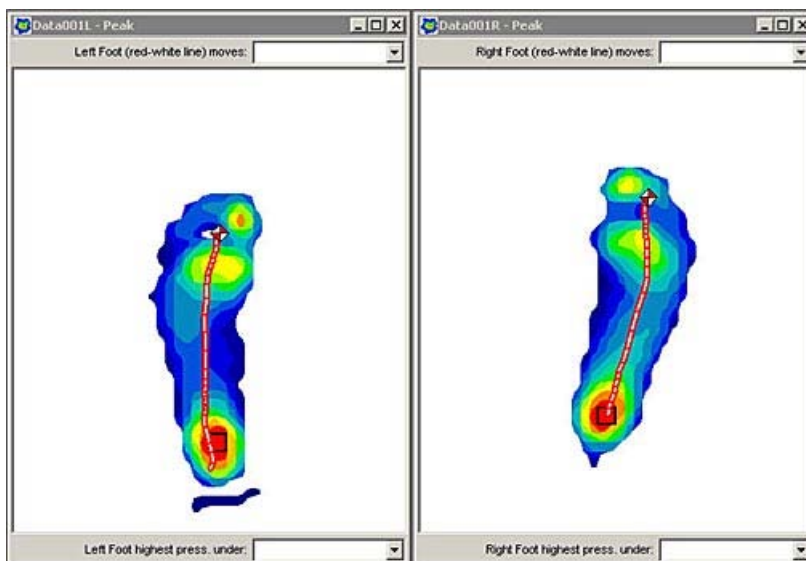 Data001L - Peak
Left Foot (red-white line) moves:
Left Foot highest press. under:
Data001R - Peak
Right Foot (red-white line) moves:
Right Foot highest press. under: